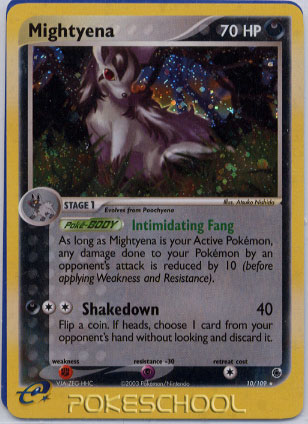 Mightyena 70 HP
Illus. Atsuko Nishida
STAGE 1
Evolves from Poochyena
Poké-BODY Intimidating Fang
As long as Mightyena is your Active Pokémon,
any damage done to your Pokémon by an
opponent's attack is reduced by 10 (before
applying Weakness and Resistance).
Shakedown 40
Flip a coin. If heads, choose 1 card from your
opponent's hand without looking and discard it.
weakness resistance -30 retreat cost
©2003 Pokémon/Nintendo 10/109
e
POKESCHOOL